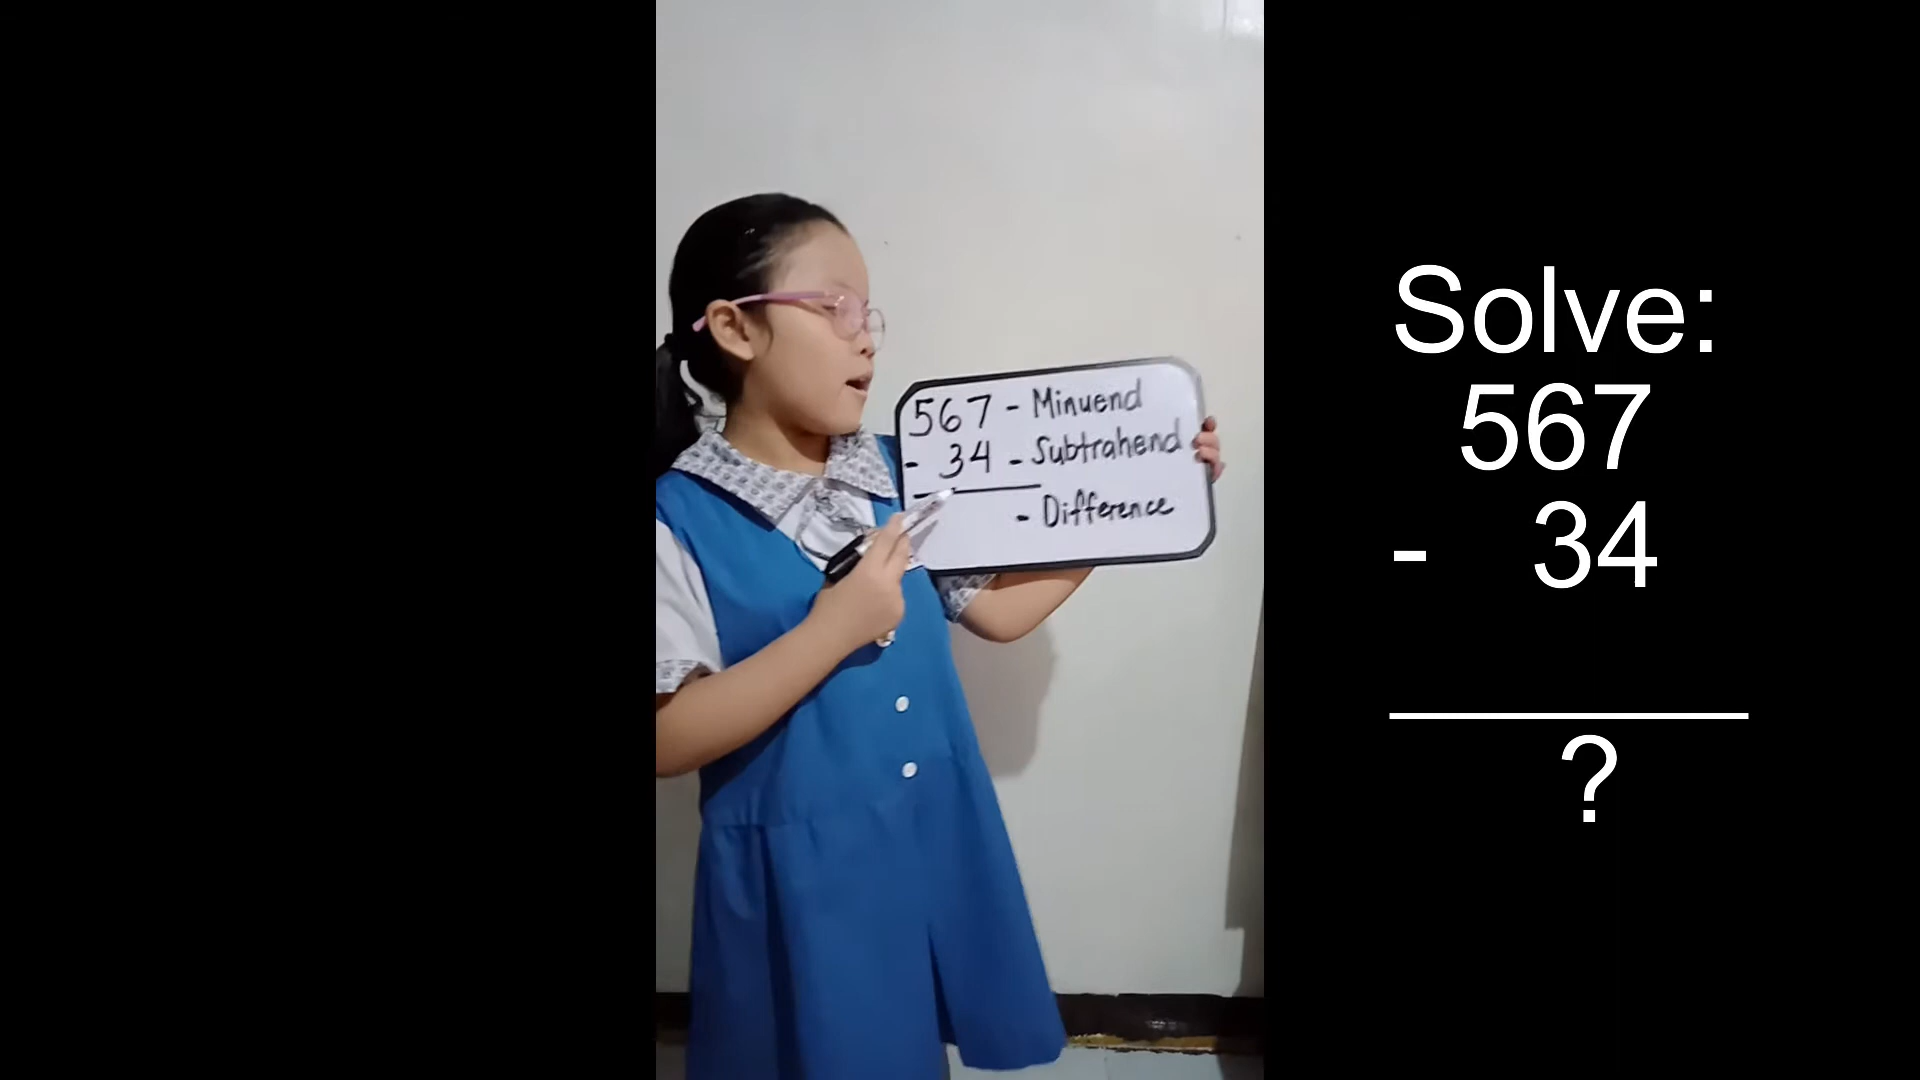 567 - Minuend
- 34 - Subtrahend
- Difference
Solve:
567
- 34
?